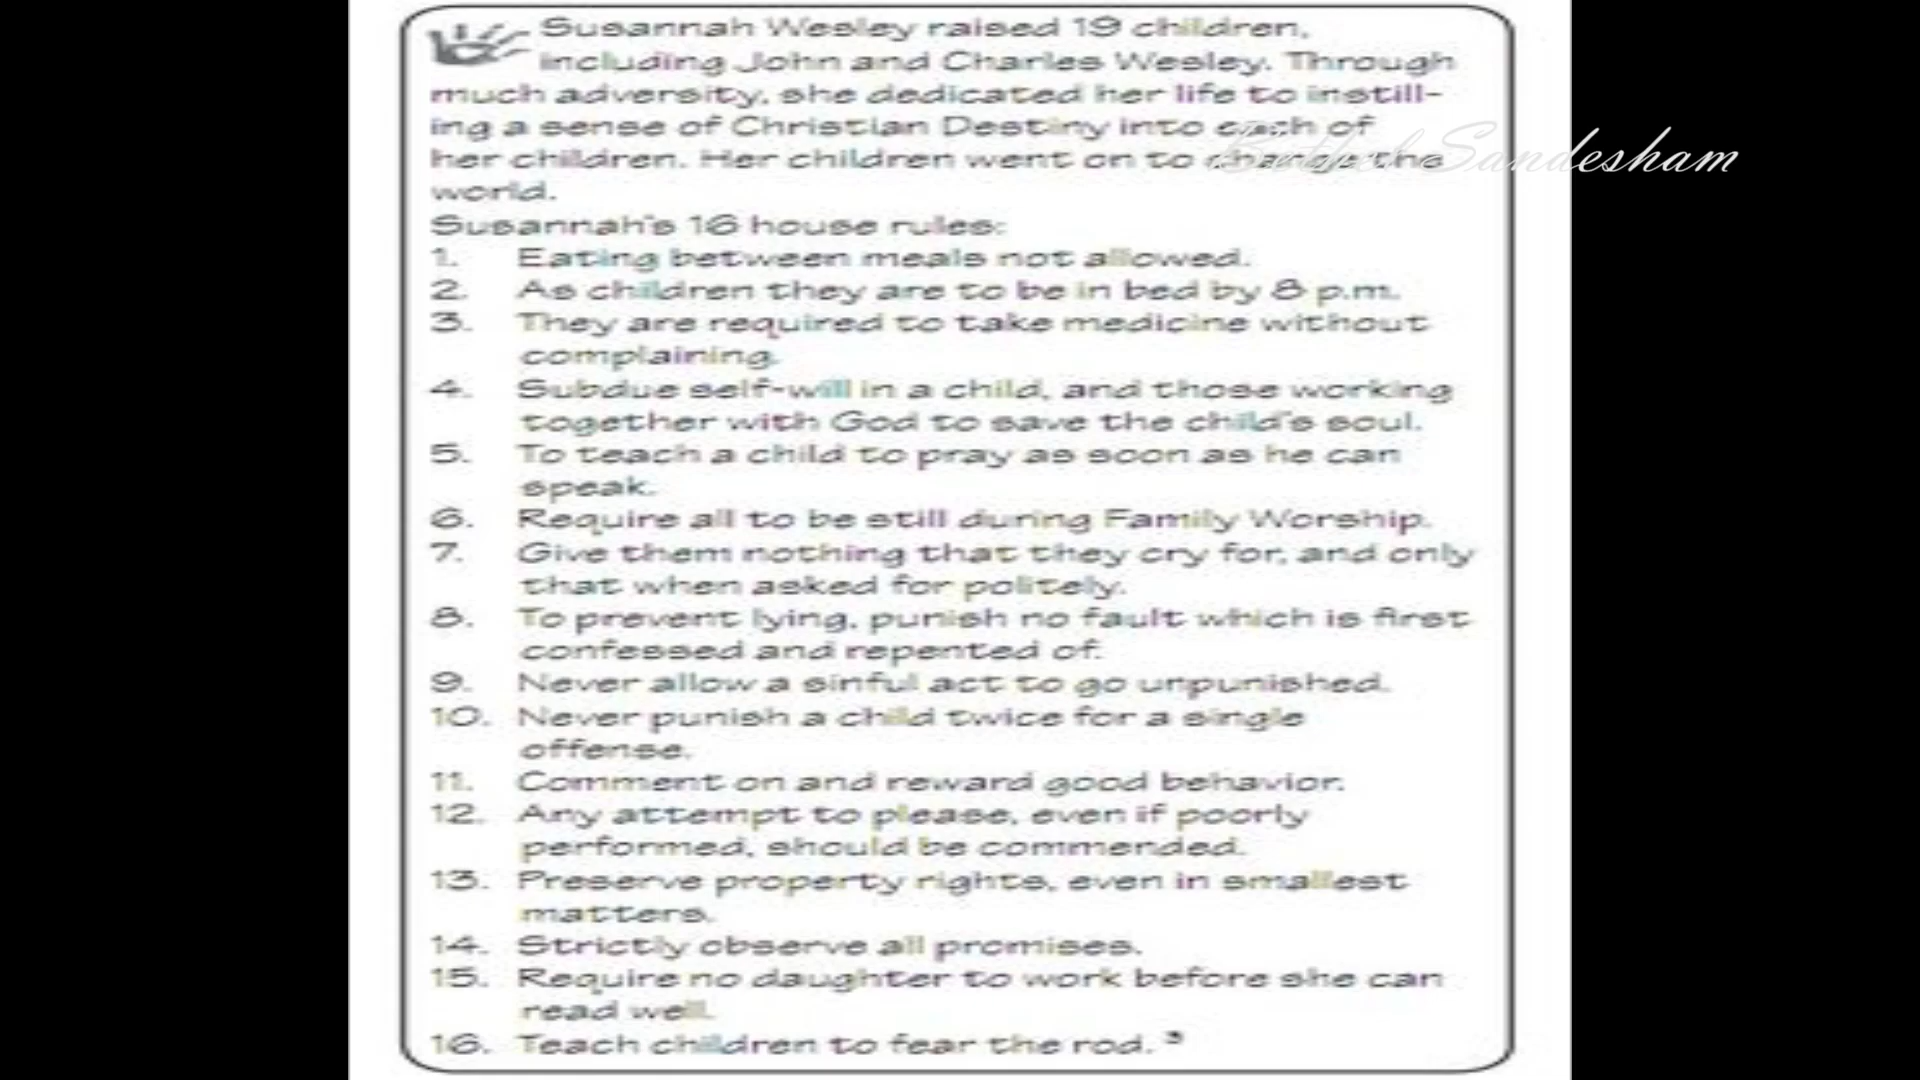 Susannah Wesley raised 19 children,
including John and Charles Wesley. Through
much adversity, she dedicated her life to instill-
ing a sense of Christian Destiny into each of
her children. Her children went on to change the
world.
Bethel Sandesham
Susannah's 16 house rules:
1. Eating between meals not allowed.
2. As children they are to be in bed by 8 p.m.
3. They are required to take medicine without
complaining.
4. Subdue self-will in a child, and those working
together with God to save the child's soul.
5. To teach a child to pray as soon as he can
speak.
6. Require all to be still during Family Worship.
7. Give them nothing that they cry for, and only
that when asked for politely.
8. To prevent lying, punish no fault which is first
confessed and repented of.
9. Never allow a sinful act to go unpunished.
10. Never punish a child twice for a single
offense.
11. Comment on and reward good behavior.
12. Any attempt to please, even if poorly
performed, should be commended.
13. Preserve property rights, even in smallest
matters.
14. Strictly observe all promises.
15. Require no daughter to work before she can
read well.
16. Teach children to fear the rod. 3